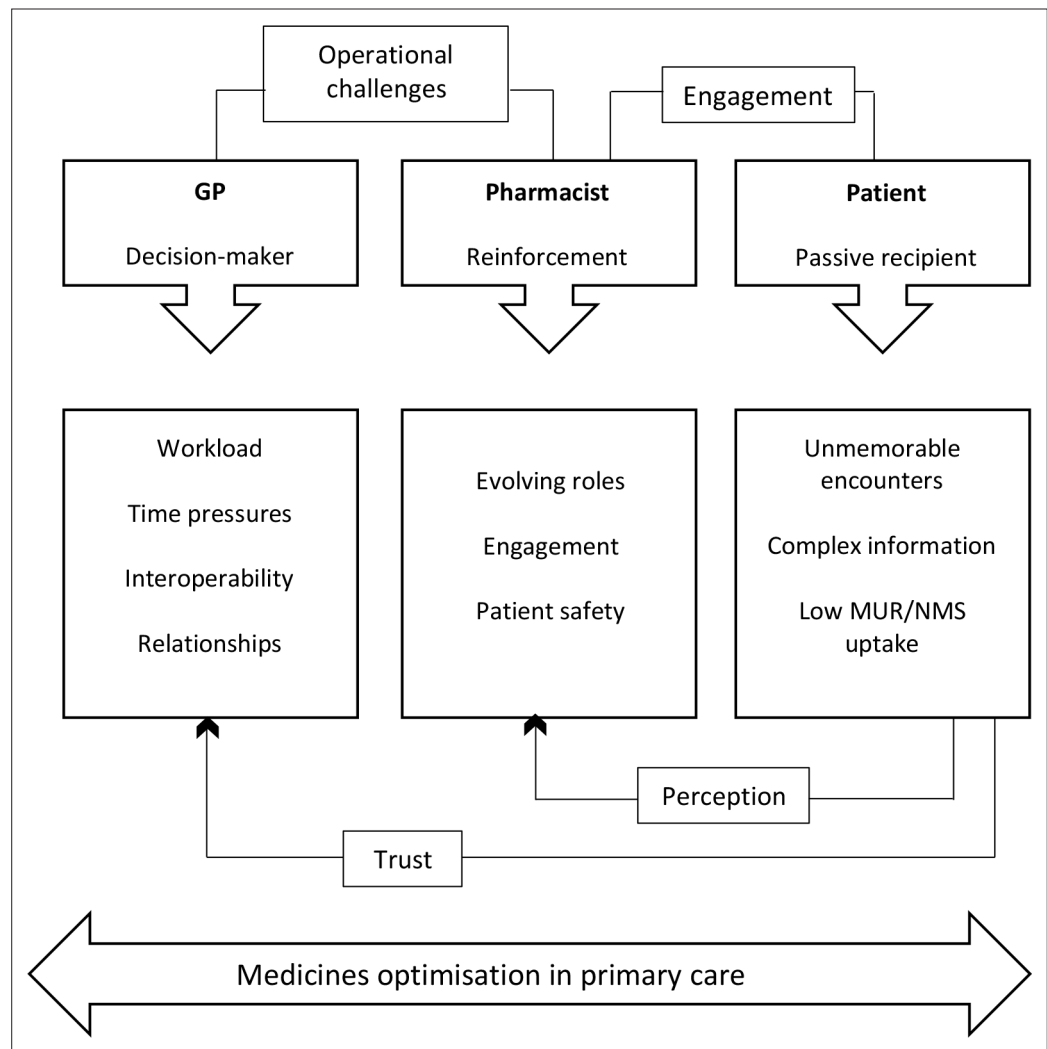 Operational
challenges
Engagement
GP
Decision-maker
Pharmacist
Reinforcement
Patient
Passive recipient
Workload
Time pressures
Interoperability
Relationships
Evolving roles
Engagement
Patient safety
Unmemorable
encounters
Complex information
Low MUR/NMS
uptake
Perception
Trust
Medicines optimisation in primary care